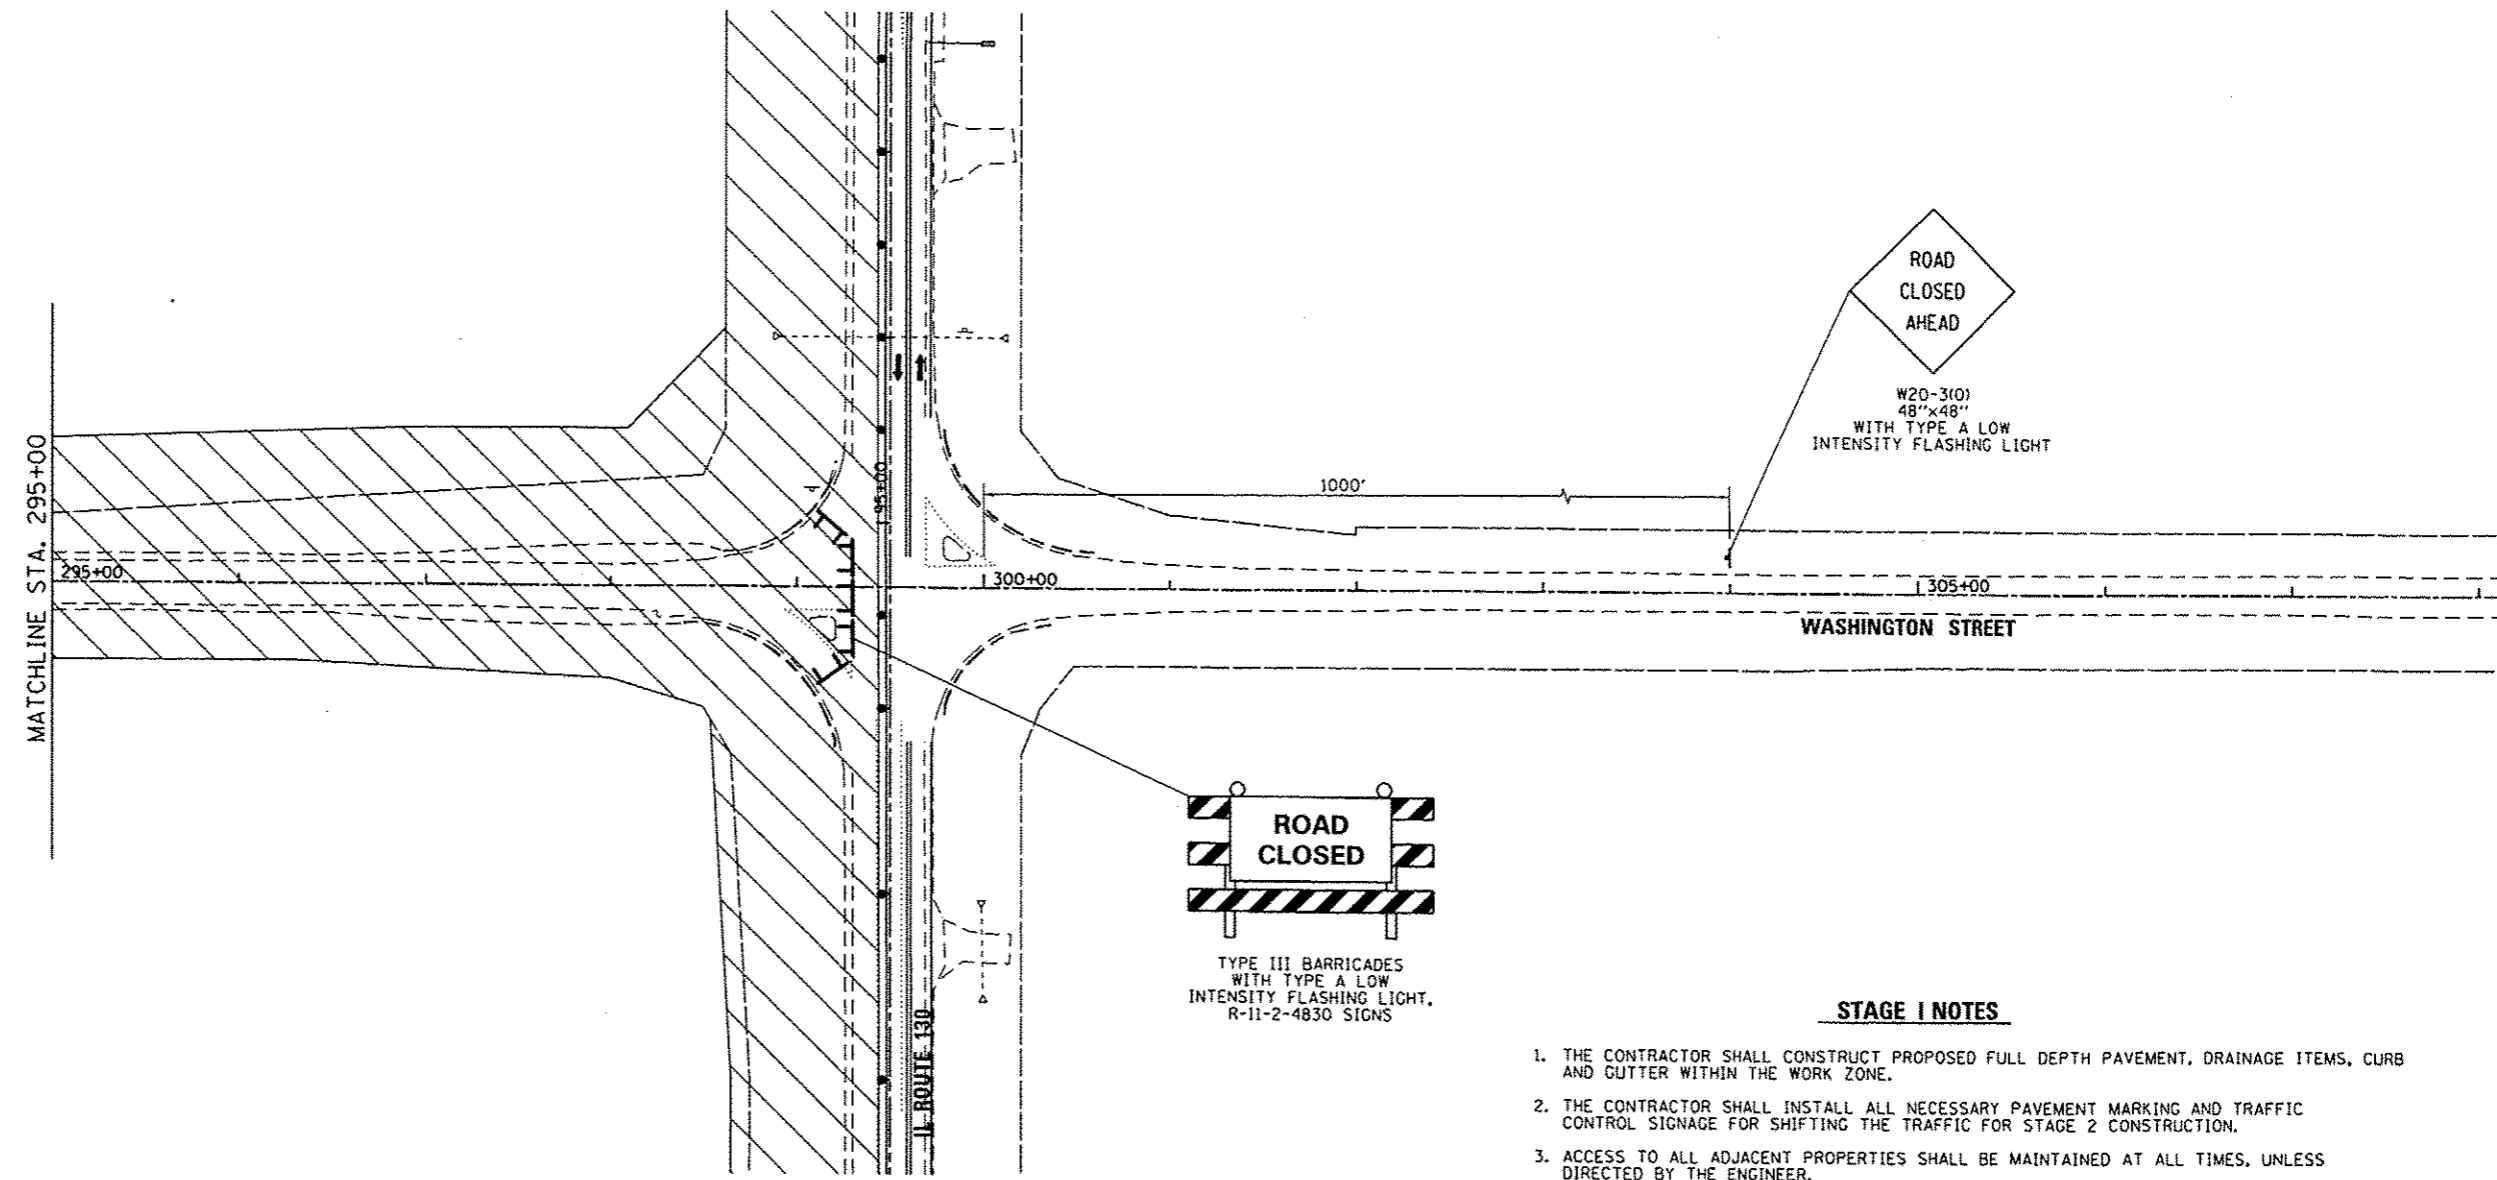 MATCHLINE STA. 295+00
295+00
195+00
300+00
305+00
1000'
WASHINGTON STREET
IL ROUTE 130
ROAD
CLOSED
AHEAD
W20-3(O)
48"x48"
WITH TYPE A LOW
INTENSITY FLASHING LIGHT
ROAD
CLOSED
TYPE III BARRICADES
WITH TYPE A LOW
INTENSITY FLASHING LIGHT.
R-11-2-4830 SIGNS
STAGE I NOTES
1. THE CONTRACTOR SHALL CONSTRUCT PROPOSED FULL DEPTH PAVEMENT, DRAINAGE ITEMS, CURB
AND GUTTER WITHIN THE WORK ZONE.
2. THE CONTRACTOR SHALL INSTALL ALL NECESSARY PAVEMENT MARKING AND TRAFFIC
CONTROL SIGNAGE FOR SHIFTING THE TRAFFIC FOR STAGE 2 CONSTRUCTION.
3. ACCESS TO ALL ADJACENT PROPERTIES SHALL BE MAINTAINED AT ALL TIMES, UNLESS
DIRECTED BY THE ENGINEER.